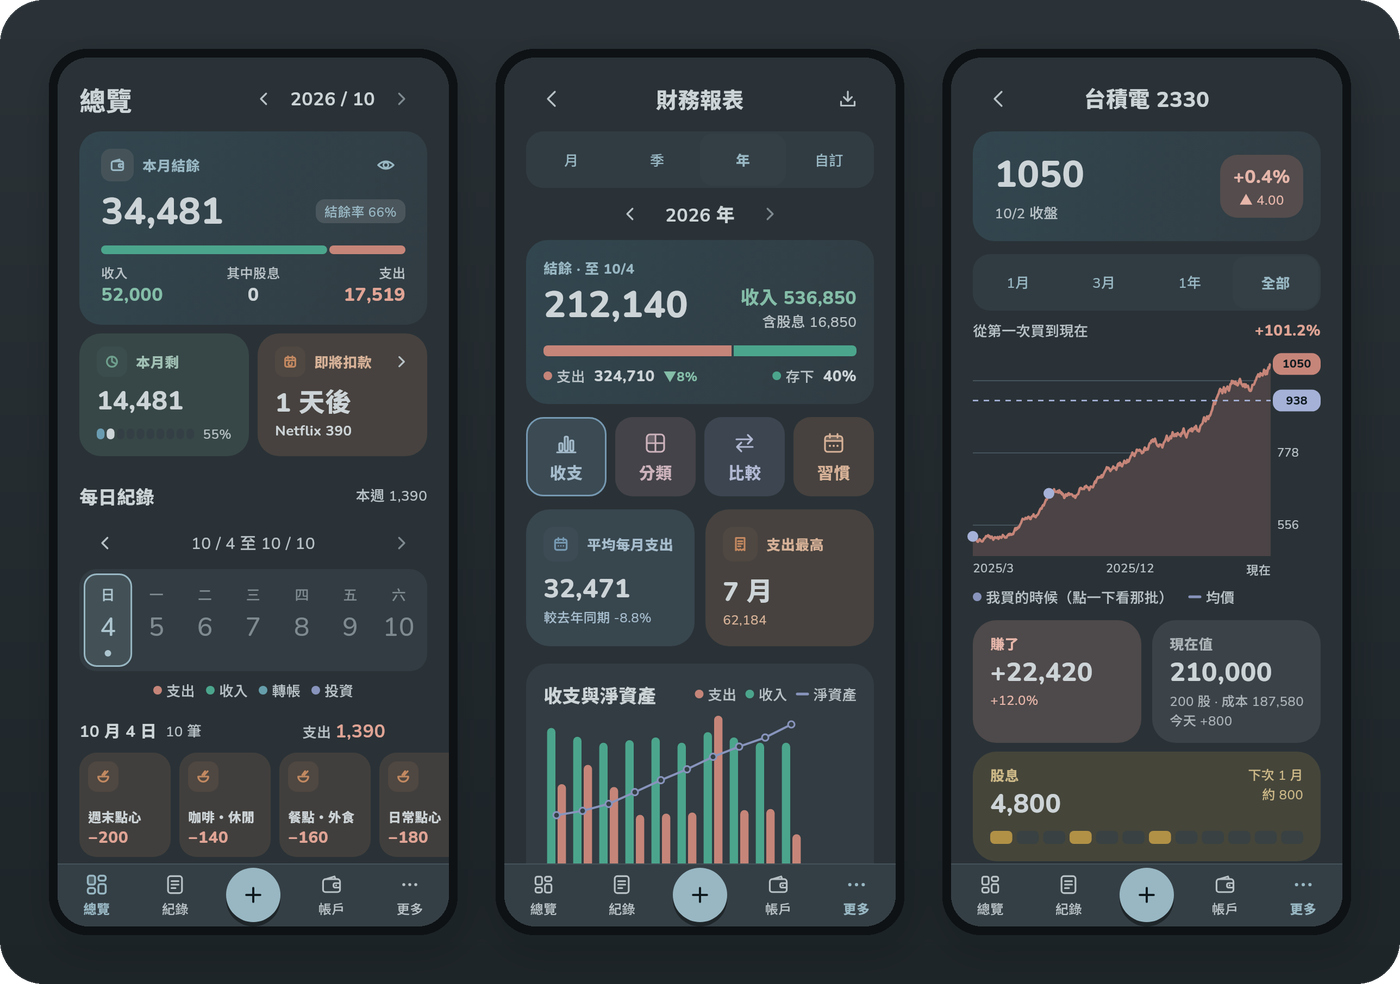 總覽
2026 / 10
本月結餘
34,481
結餘率 66%
收入 其中股息 支出
52,000 0 17,519
本月剩
14,481
55%
即將扣款
1 天後
Netflix 390
每日紀錄
本週 1,390
10 / 4 至 10 / 10
日 一 二 三 四 五 六
4 5 6 7 8 9 10
支出 收入 轉帳 投資
10 月 4 日 10 筆 支出 1,390
週末點心 咖啡・休閒 餐點・外食 日常點心
−200 −140 −160 −180
總覽 紀錄 + 帳戶 更多
財務報表
月 季 年 自訂
2026 年
結餘 · 至 10/4
212,140
收入 536,850
含股息 16,850
支出 324,710 ▼8% 存下 40%
收支 分類 比較 習慣
平均每月支出
32,471
較去年同期 -8.8%
支出最高
7 月
62,184
收支與淨資產 支出 收入 淨資產
總覽 紀錄 + 帳戶 更多
台積電 2330
1050
10/2 收盤
+0.4%
▲ 4.00
1月 3月 1年 全部
從第一次買到現在 +101.2%
1050
938
778
556
2025/3 2025/12 現在
我買的時候（點一下看那批） 均價
賺了
+22,420
+12.0%
現在值
210,000
200 股 · 成本 187,580
今天 +800
股息
4,800
下次 1 月
約 800
總覽 紀錄 + 帳戶 更多